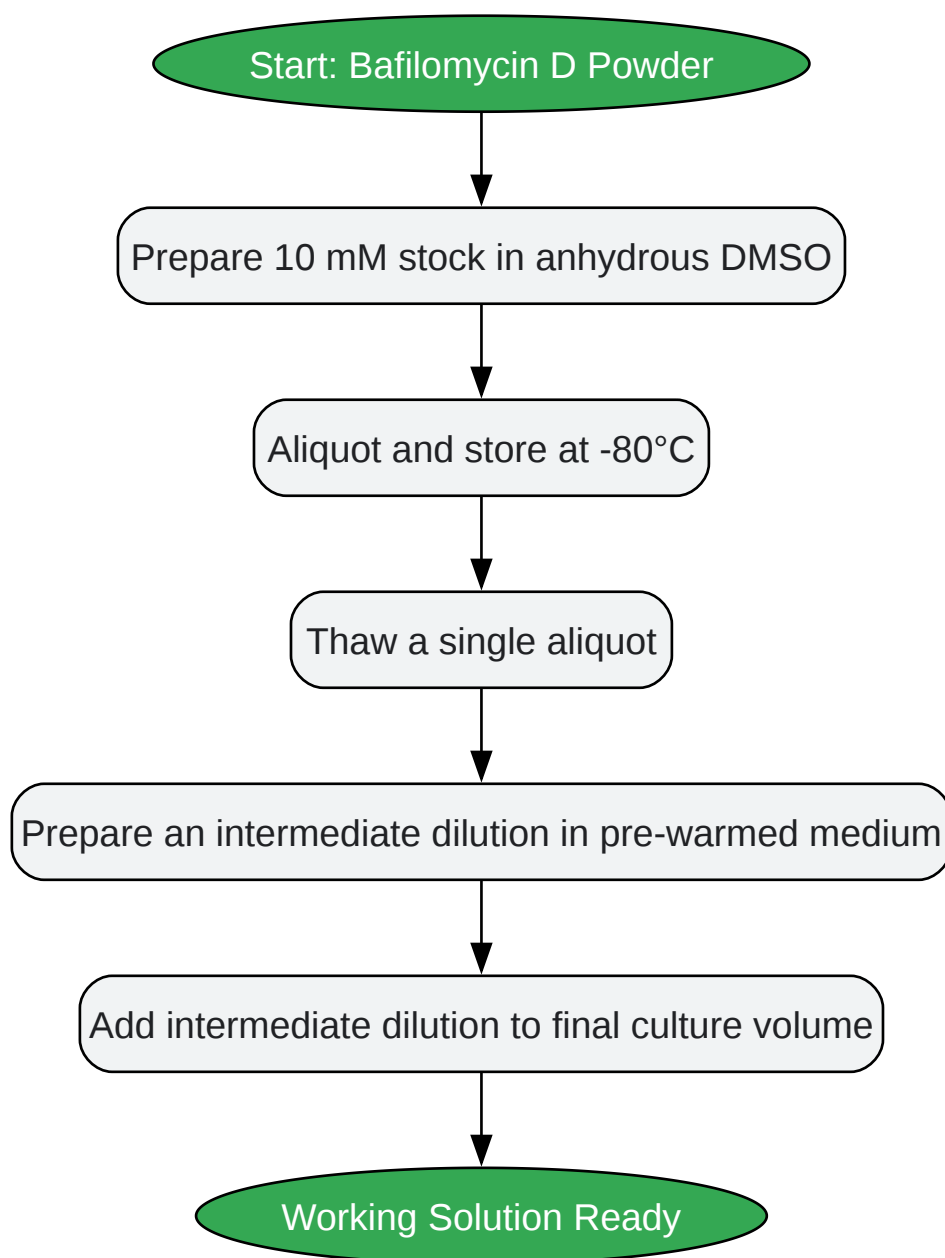 Start: Bafilomycin D Powder
Prepare 10 mM stock in anhydrous DMSO
Aliquot and store at -80°C
Thaw a single aliquot
Prepare an intermediate dilution in pre-warmed medium
Add intermediate dilution to final culture volume
Working Solution Ready